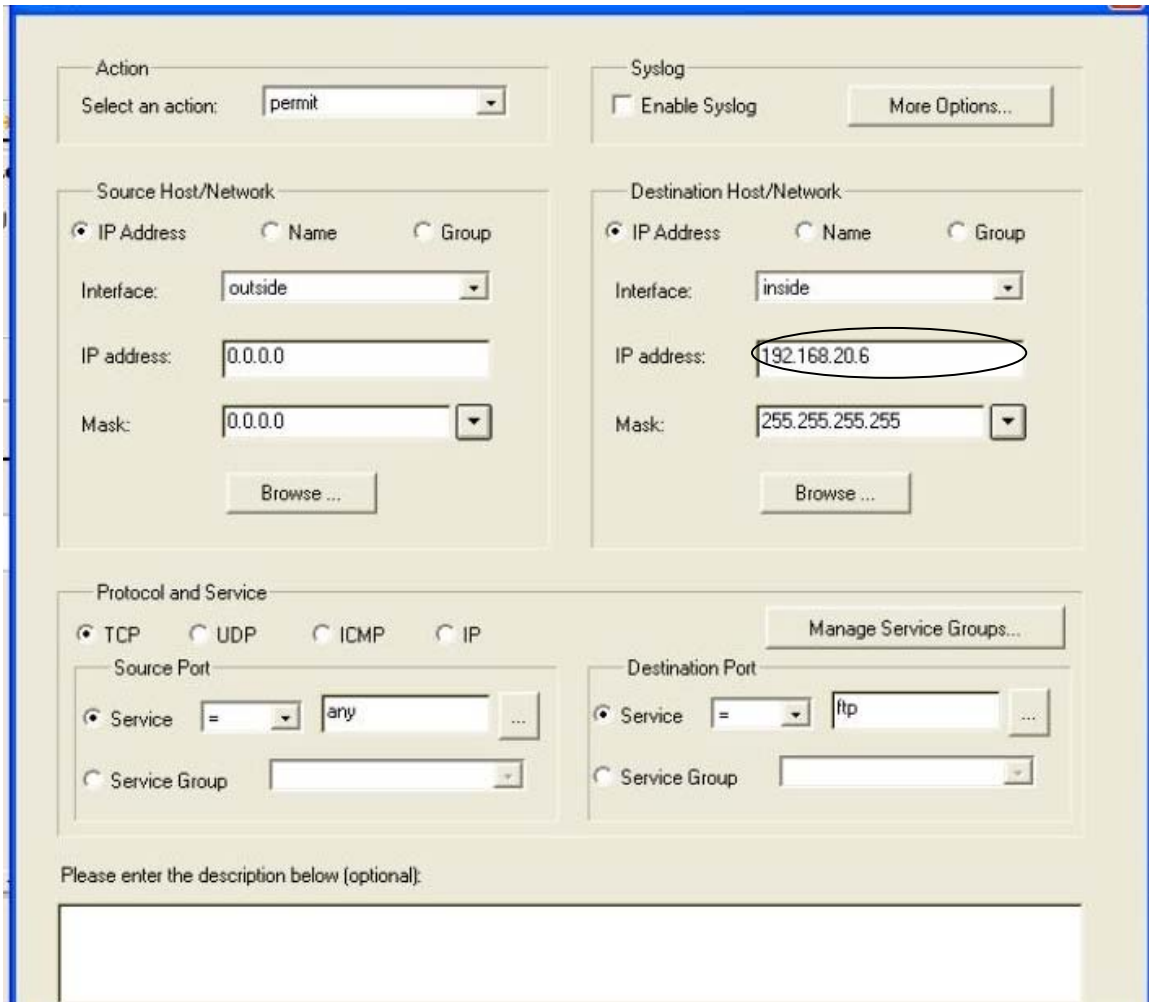 Action
Select an action: permit
Syslog
Enable Syslog More Options...
Source Host/Network
IP Address Name Group
Interface: outside
IP address: 0.0.0.0
Mask: 0.0.0.0
Browse ...
Destination Host/Network
IP Address Name Group
Interface: inside
IP address: 192.168.20.6
Mask: 255.255.255.255
Browse ...
Protocol and Service
TCP UDP ICMP IP Manage Service Groups...
Source Port
Service = any ...
Service Group
Destination Port
Service = ftp ...
Service Group
Please enter the description below (optional):